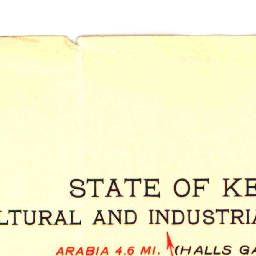 STATE OF KE
LTURAL AND INDUSTRIA
ARABIA 4.6 MI. (HALLS GA